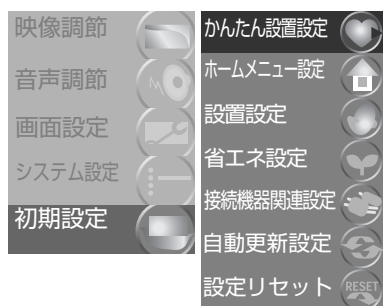 映像調節
音声調節
画面設定
システム設定
初期設定
かんたん設置設定
ホームメニュー設定
設置設定
省エネ設定
接続機器関連設定
自動更新設定
設定リセット
RESET